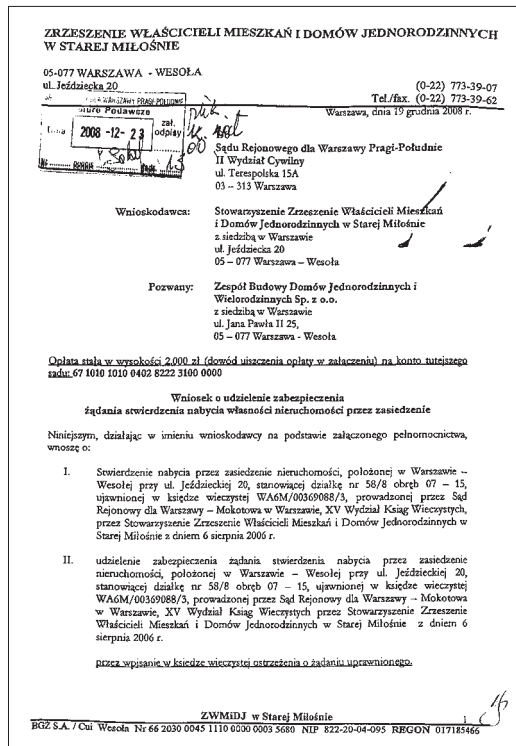 ZRZESZENIE WŁAŚCICIELI MIESZKAŃ I DOMÓW JEDNORODZINNYCH
W STAREJ MIŁOŚNIE
05-077 WARSZAWA - WESOŁA
ul. Jeździecka 20
(0-22) 773-39-07
Tel./fax. (0-22) 773-39-62
Warszawa, dnia 19 grudnia 2008 r.
WARSZAWY PRAGI-POŁUDNIE
Biuro Podawcze
zał.
2008 -12- 23
odpisy
Sądu Rejonowego dla Warszawy Pragi-Południe
II Wydział Cywilny
ul. Terespolska 15A
03 – 313 Warszawa
Wnioskodawca:
Stowarzyszenie Zrzeszenie Właścicieli Mieszkań
i Domów Jednorodzinnych w Starej Miłośnie
z siedzibą w Warszawie
ul. Jeździecka 20
05 – 077 Warszawa – Wesoła
Pozwany:
Zespół Budowy Domów Jednorodzinnych i
Wielorodzinnych Sp. z o.o.
z siedzibą w Warszawie
ul. Jana Pawła II 25,
05 – 077 Warszawa - Wesoła
Opłata stała w wysokości 2.000 zł (dowód uiszczenia opłaty w załączeniu) na konto tutejszego
sądu: 67 1010 1010 0402 8222 3100 0000
Wniosek o udzielenie zabezpieczenia
żądania stwierdzenia nabycia własności nieruchomości przez zasiedzenie
Niniejszym, działając w imieniu wnioskodawcy na podstawie załączonego pełnomocnictwa,
wnoszę o:
I. Stwierdzenie nabycia przez zasiedzenie nieruchomości, położonej w Warszawie –
Wesołej przy ul. Jeździeckiej 20, stanowiącej działkę nr 58/8 obręb 07 – 15,
ujawnionej w księdze wieczystej WA6M/00369088/3, prowadzonej przez Sąd
Rejonowy dla Warszawy – Mokotowa w Warszawie, XV Wydział Ksiąg Wieczystych,
przez Stowarzyszenie Zrzeszenie Właścicieli Mieszkań i Domów Jednorodzinnych w
Starej Miłośnie z dniem 6 sierpnia 2006 r.
II. udzielenie zabezpieczenia żądania stwierdzenia nabycia przez zasiedzenie
nieruchomości, położonej w Warszawie – Wesołej przy ul. Jeździeckiej 20,
stanowiącej działkę nr 58/8 obręb 07 – 15, ujawnionej w księdze wieczystej
WA6M/00369088/3, prowadzonej przez Sąd Rejonowy dla Warszawy – Mokotowa
w Warszawie, XV Wydział Ksiąg Wieczystych przez Stowarzyszenie Zrzeszenie
Właścicieli Mieszkań i Domów Jednorodzinnych w Starej Miłośnie z dniem 6
sierpnia 2006 r.
przez wpisanie w księdze wieczystej ostrzeżenia o żądaniu uprawnionego.
ZWMiDJ w Starej Miłośnie
1
BGŻ S.A. / Cui Wesoła Nr 66 2030 0045 1110 0000 0003 5680 NIP 822-20-04-095 REGON 017185466